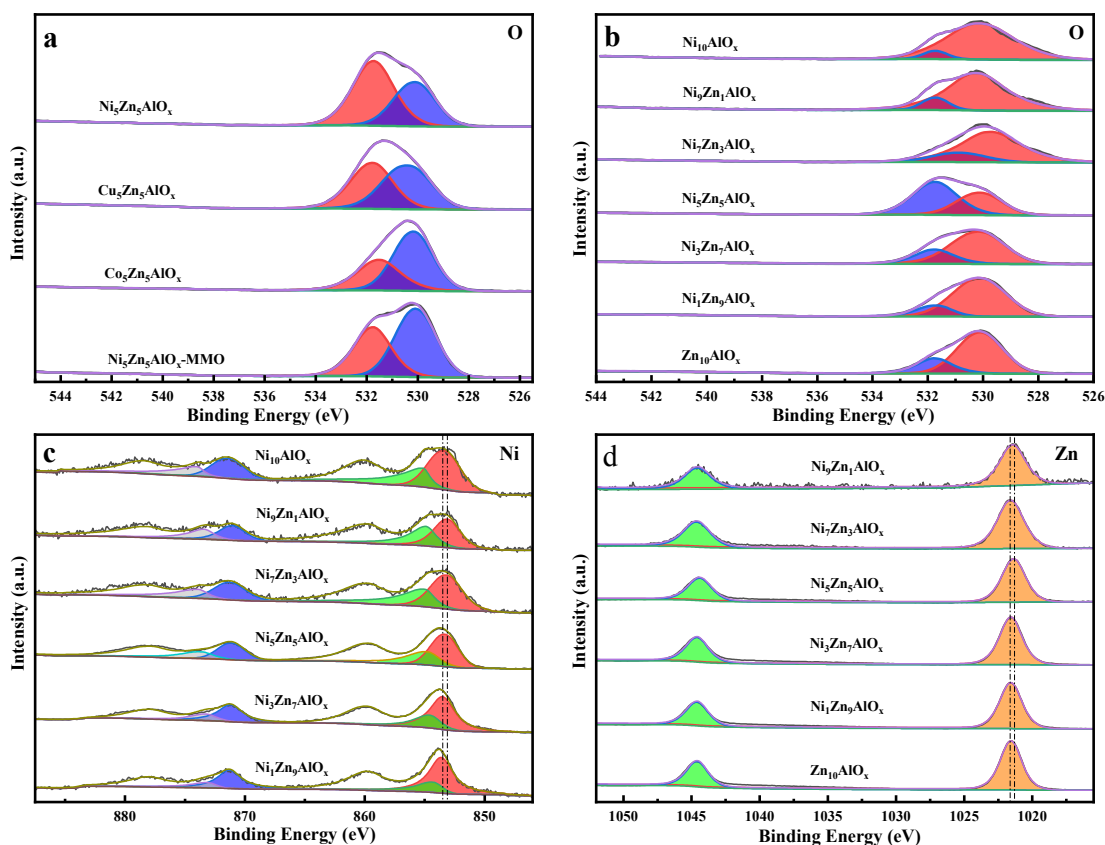 a
O
Ni₅Zn₅AlOₓ
Cu₅Zn₅AlOₓ
Co₅Zn₅AlOₓ
Ni₅Zn₅AlOₓ-MMO
Intensity (a.u.)
544 542 540 538 536 534 532 530 528 526
Binding Energy (eV)
b
O
Ni₁₀AlOₓ
Ni₉Zn₁AlOₓ
Ni₇Zn₃AlOₓ
Ni₅Zn₅AlOₓ
Ni₃Zn₇AlOₓ
Ni₁Zn₉AlOₓ
Zn₁₀AlOₓ
Intensity (a.u.)
544 542 540 538 536 534 532 530 528 526
Binding Energy (eV)
c
Ni
Ni₁₀AlOₓ
Ni₉Zn₁AlOₓ
Ni₇Zn₃AlOₓ
Ni₅Zn₅AlOₓ
Ni₃Zn₇AlOₓ
Ni₁Zn₉AlOₓ
Intensity (a.u.)
880 870 860 850
Binding Energy (eV)
d
Zn
Ni₉Zn₁AlOₓ
Ni₇Zn₃AlOₓ
Ni₅Zn₅AlOₓ
Ni₃Zn₇AlOₓ
Ni₁Zn₉AlOₓ
Zn₁₀AlOₓ
Intensity (a.u.)
1050 1045 1040 1035 1030 1025 1020
Binding Energy (eV)